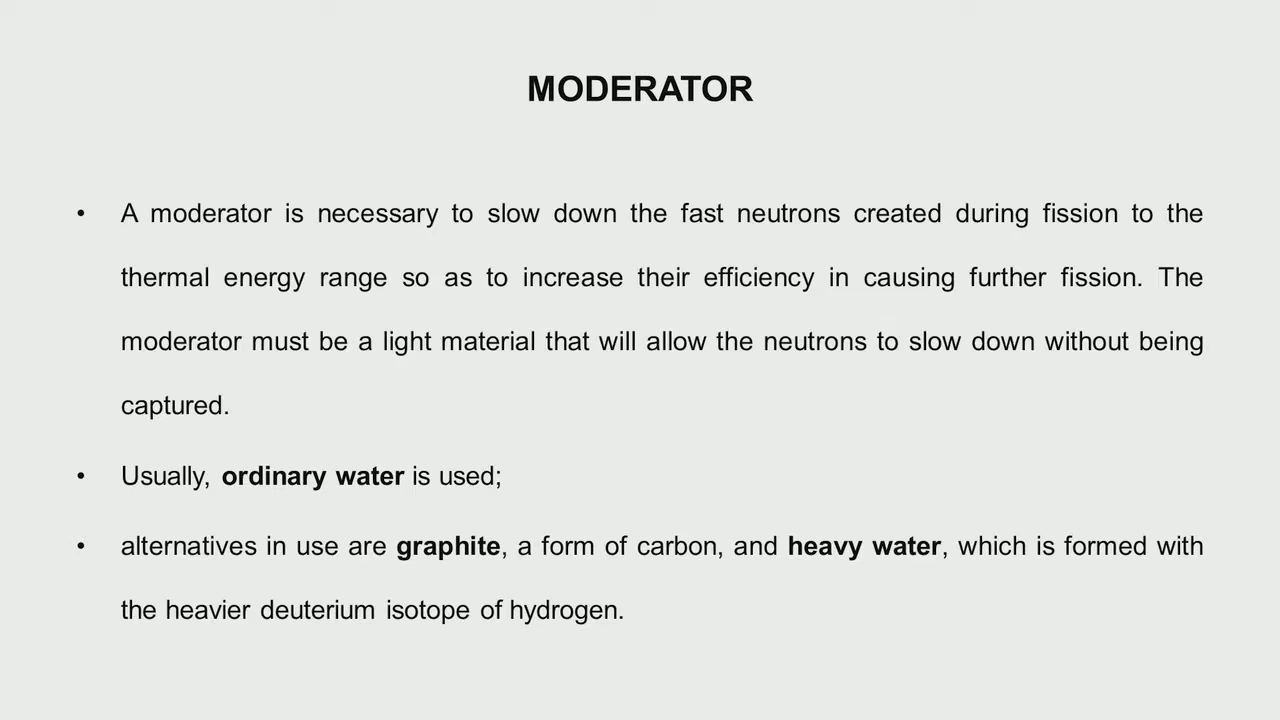 MODERATOR
• A moderator is necessary to slow down the fast neutrons created during fission to the
thermal energy range so as to increase their efficiency in causing further fission. The
moderator must be a light material that will allow the neutrons to slow down without being
captured.
• Usually, ordinary water is used;
• alternatives in use are graphite, a form of carbon, and heavy water, which is formed with
the heavier deuterium isotope of hydrogen.